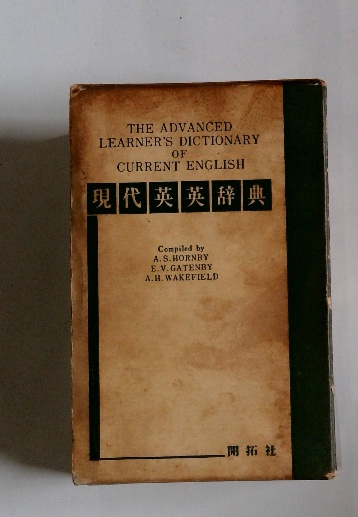 THE ADVANCED
LEARNER'S DICTIONARY
OF
CURRENT ENGLISH
現代英英辞典
Compiled by
A.S.HORNBY
E.V.GATENBY
A.H.WAKEFIELD
開拓社